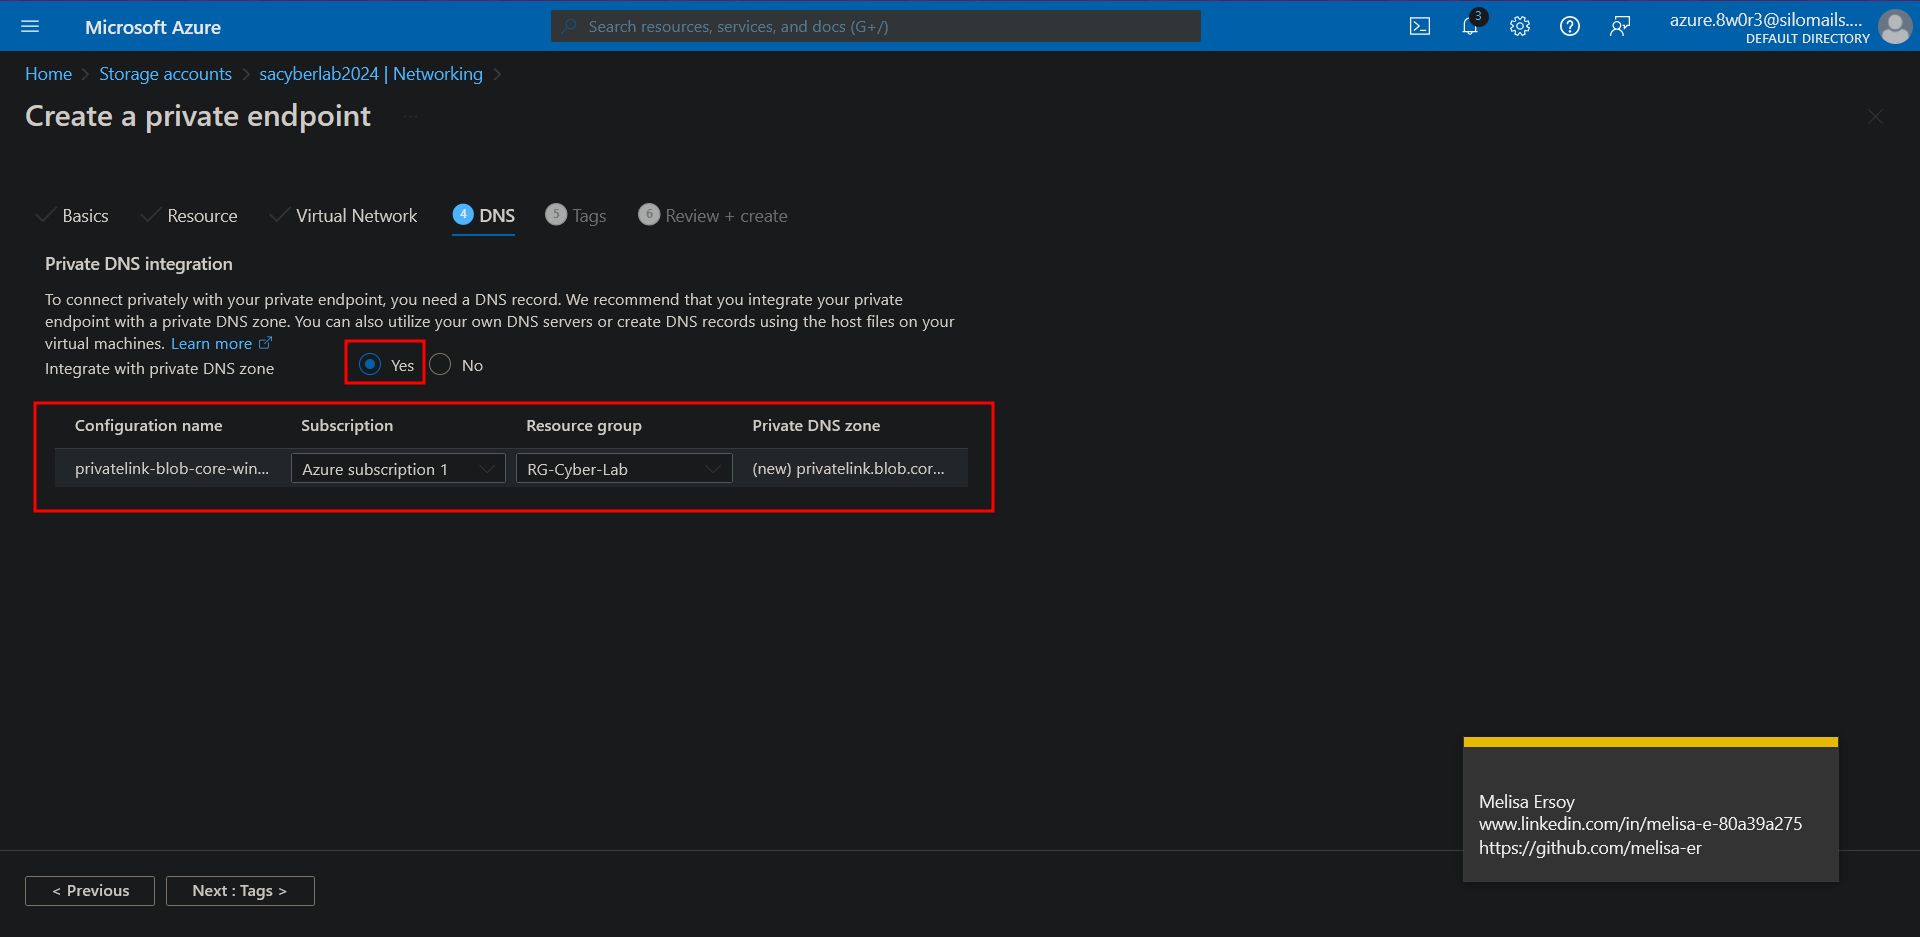 Microsoft Azure
Search resources, services, and docs (G+/)
3
azure.8w0r3@silomails....
DEFAULT DIRECTORY
Home > Storage accounts > sacyberlab2024 | Networking >
Create a private endpoint ...
Basics
Resource
Virtual Network
4 DNS
5 Tags
6 Review + create
Private DNS integration
To connect privately with your private endpoint, you need a DNS record. We recommend that you integrate your private
endpoint with a private DNS zone. You can also utilize your own DNS servers or create DNS records using the host files on your
virtual machines. Learn more
Integrate with private DNS zone
Yes
No
Configuration name Subscription Resource group Private DNS zone
privatelink-blob-core-win... Azure subscription 1 RG-Cyber-Lab (new) privatelink.blob.cor...
Melisa Ersoy
www.linkedin.com/in/melisa-e-80a39a275
https://github.com/melisa-er
< Previous
Next : Tags >